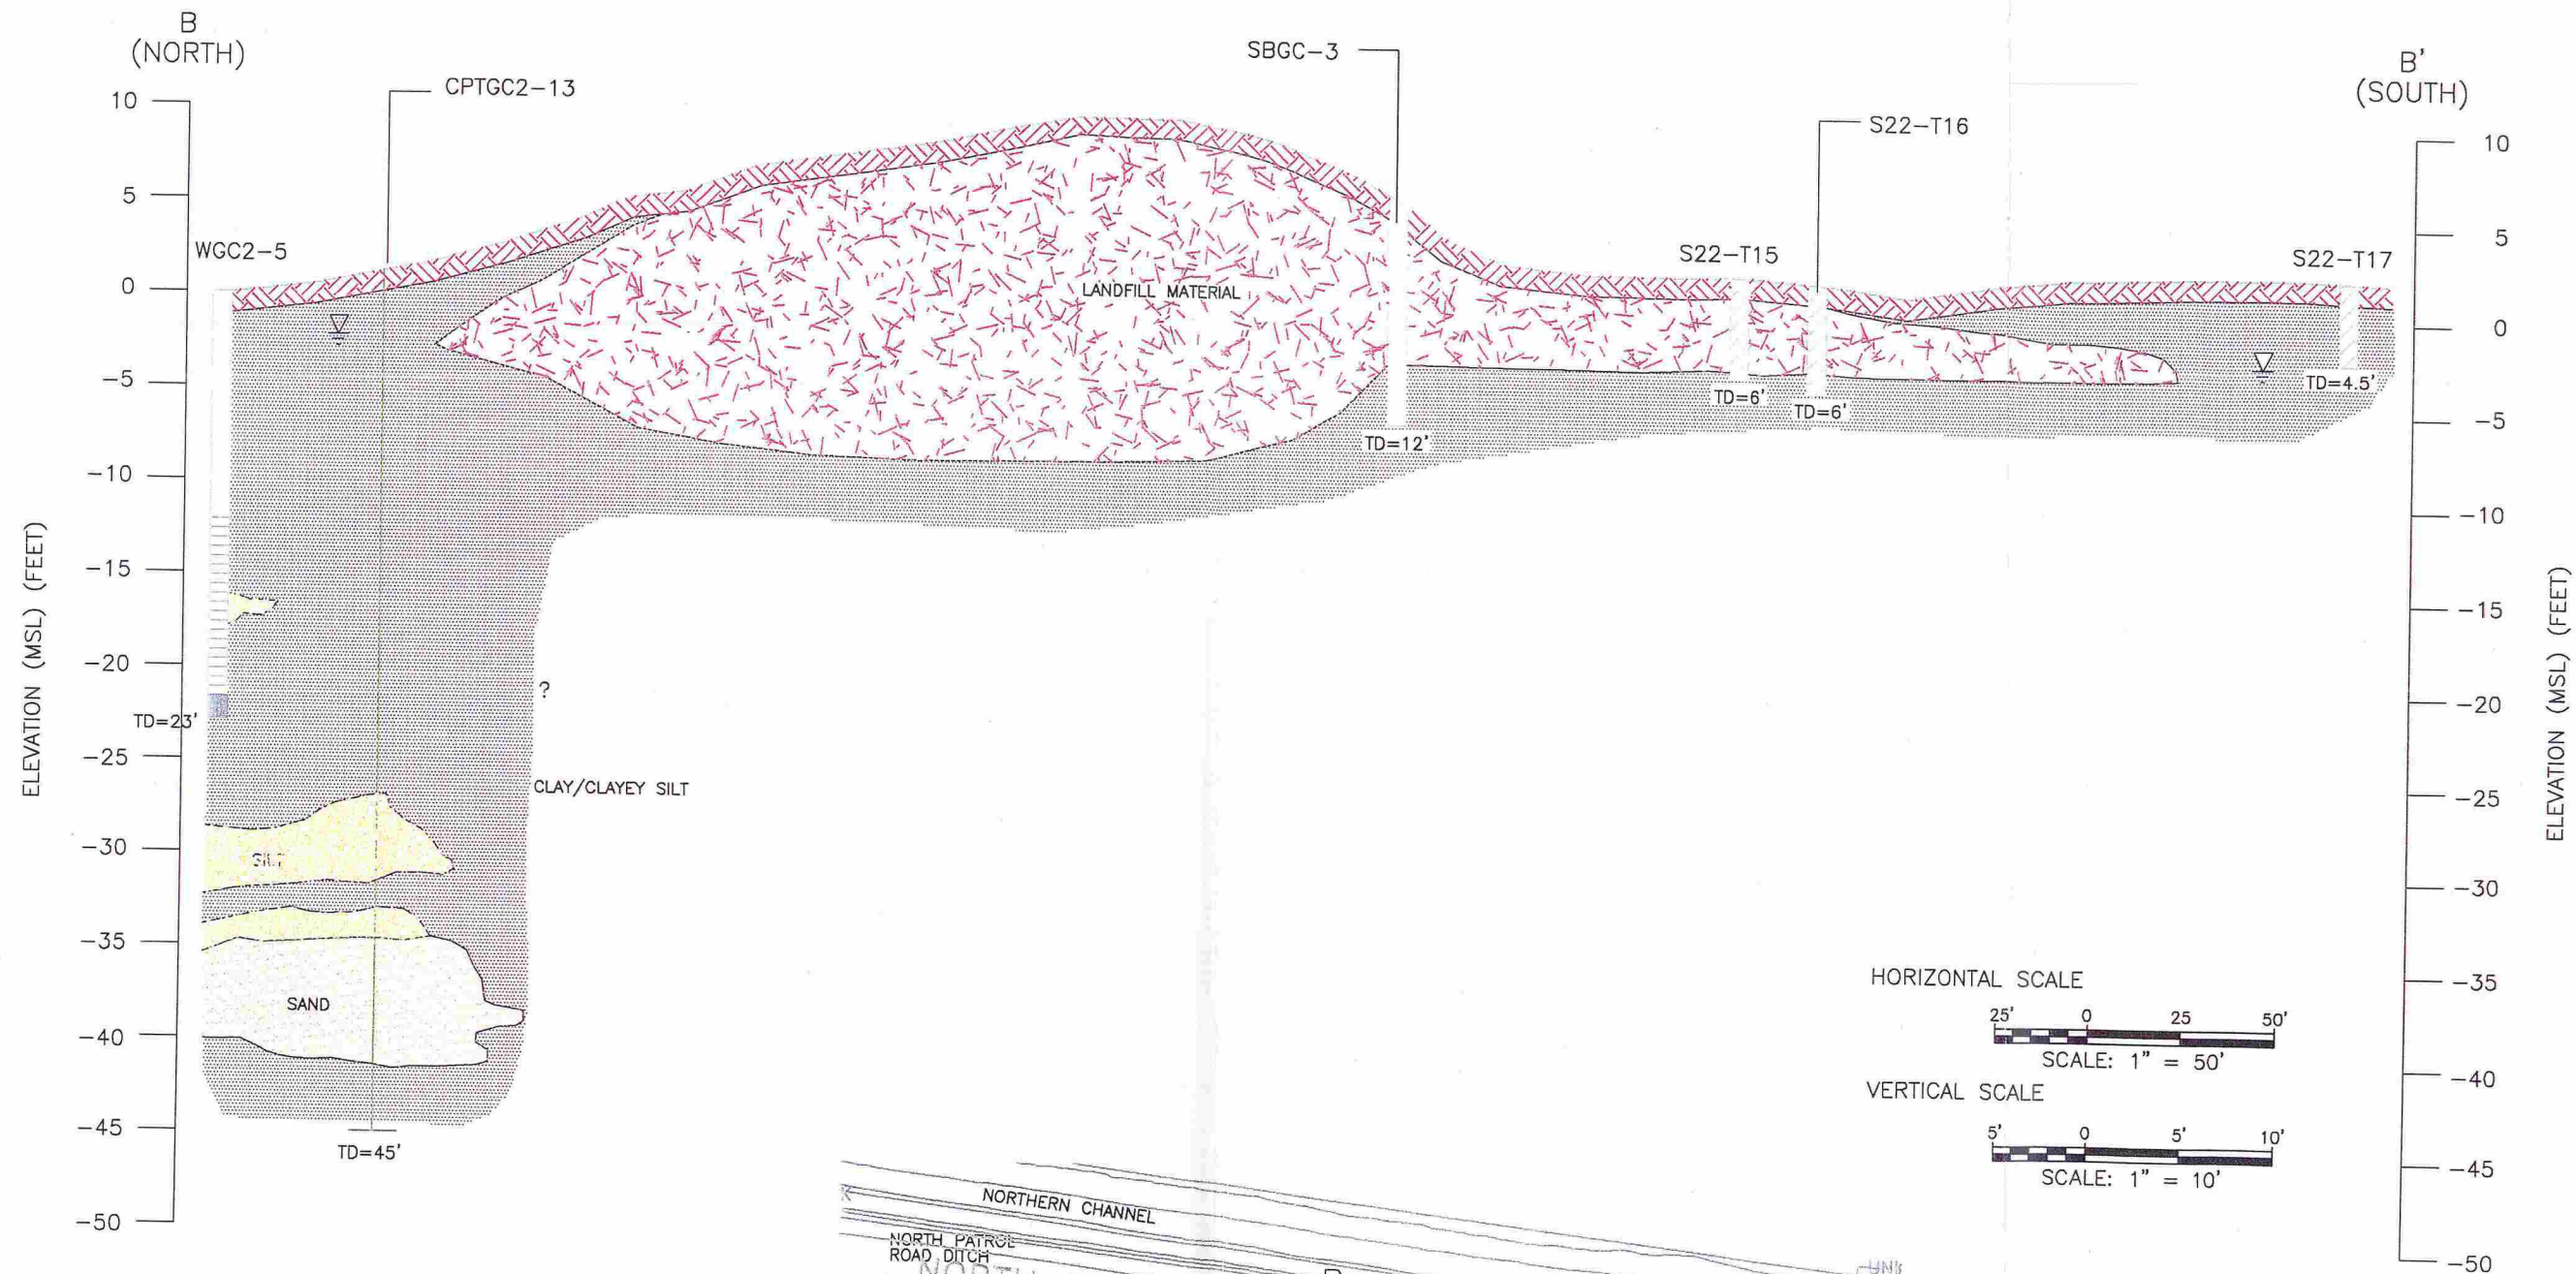 B
(NORTH)
CPTGC2-13
SBGC-3
S22-T16
B'
(SOUTH)
WGC2-5
S22-T15
S22-T17
10
5
0
-5
-10
-15
-20
-25
-30
-35
-40
-45
-50
ELEVATION (MSL) (FEET)
LANDFILL MATERIAL
TD=12'
TD=6'
TD=6'
TD=4.5'
TD=23'
?
CLAY/CLAYEY SILT
SILT
SAND
TD=45'
10
5
0
-5
-10
-15
-20
-25
-30
-35
-40
-45
-50
ELEVATION (MSL) (FEET)
HORIZONTAL SCALE
25' 0 25 50'
SCALE: 1" = 50'
VERTICAL SCALE
5' 0 5' 10'
SCALE: 1" = 10'
NORTHERN CHANNEL
NORTH PATROL
ROAD DITCH